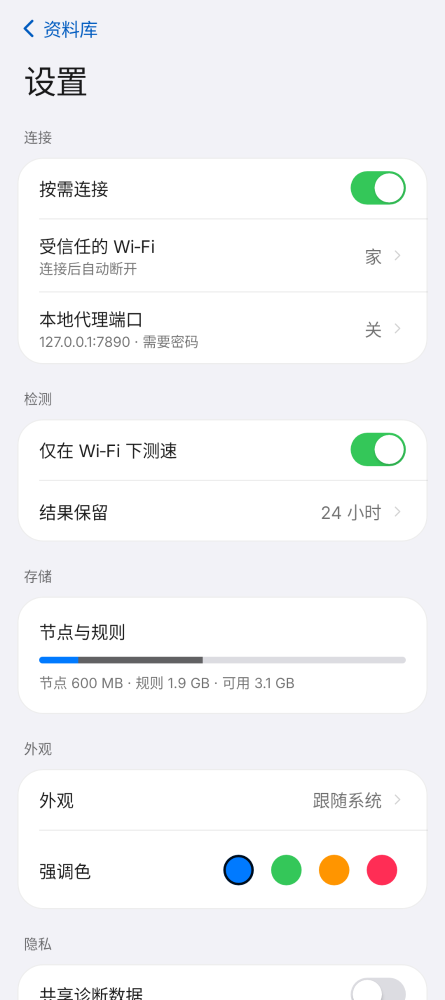 资料库
设置
连接
按需连接
受信任的 Wi-Fi
连接后自动断开
家
本地代理端口
127.0.0.1:7890 · 需要密码
关
检测
仅在 Wi-Fi 下测速
结果保留
24 小时
存储
节点与规则
节点 600 MB · 规则 1.9 GB · 可用 3.1 GB
外观
外观
跟随系统
强调色
隐私
共享诊断数据